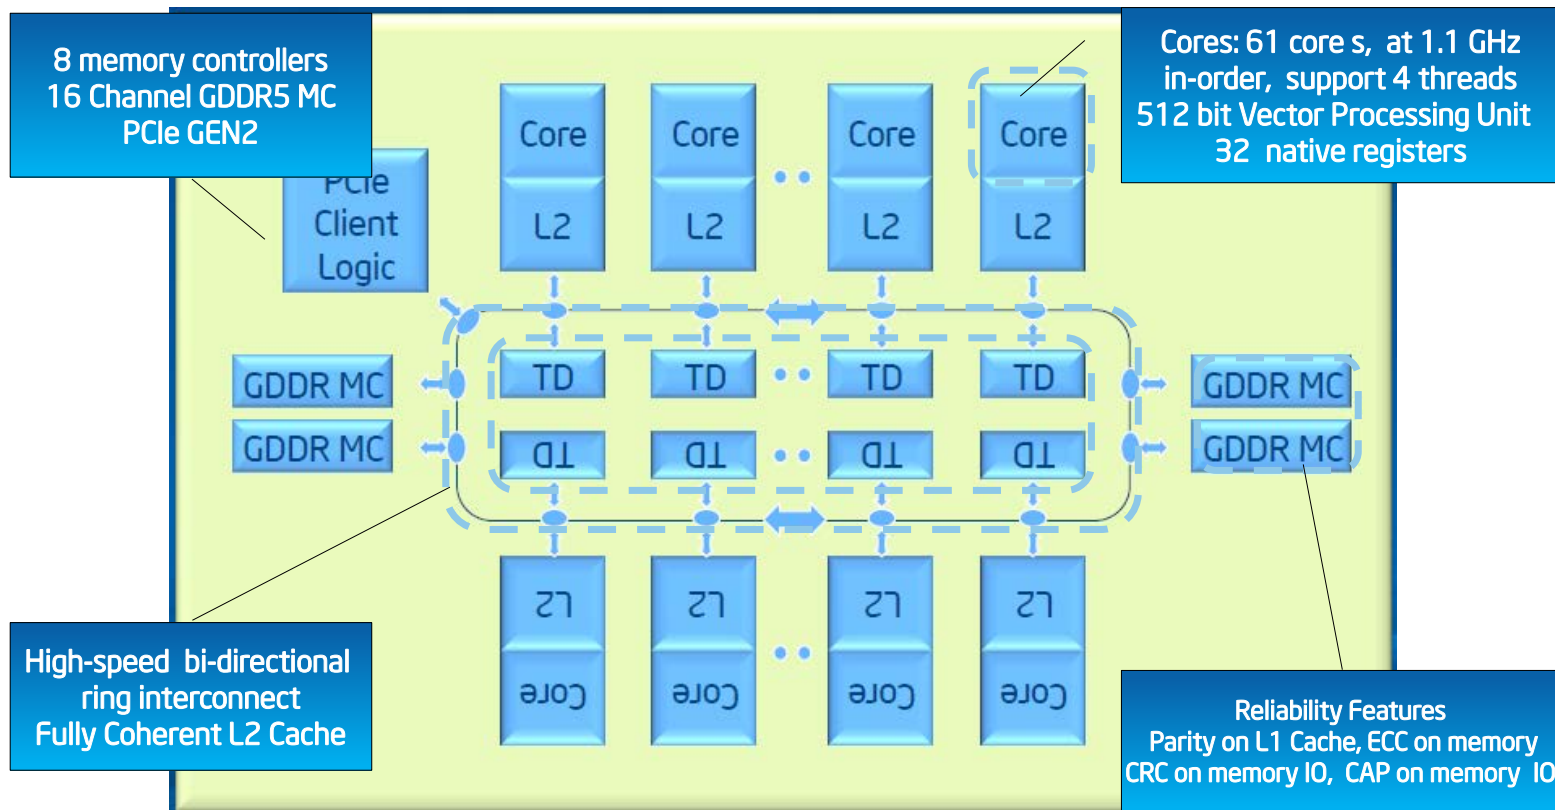 8 memory controllers
16 Channel GDDR5 MC
PCIe GEN2
Cores: 61 core s, at 1.1 GHz
in-order, support 4 threads
512 bit Vector Processing Unit
32 native registers
PCIe
Client
Logic
Core
Core
Core
Core
L2
L2
L2
L2
GDDR MC
TD
TD
TD
TD
GDDR MC
GDDR MC
TD
TD
TD
TD
GDDR MC
L2
L2
L2
L2
Core
Core
Core
Core
High-speed bi-directional
ring interconnect
Fully Coherent L2 Cache
Reliability Features
Parity on L1 Cache, ECC on memory
CRC on memory IO, CAP on memory IO